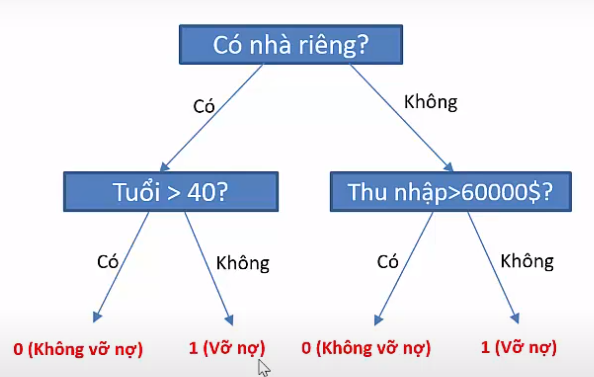 Có nhà riêng?
Có
Không
Tuổi > 40?
Thu nhập>60000$?
Có
Không
Có
Không
0 (Không vỡ nợ)
1 (Vỡ nợ)
0 (Không vỡ nợ)
1 (Vỡ nợ)